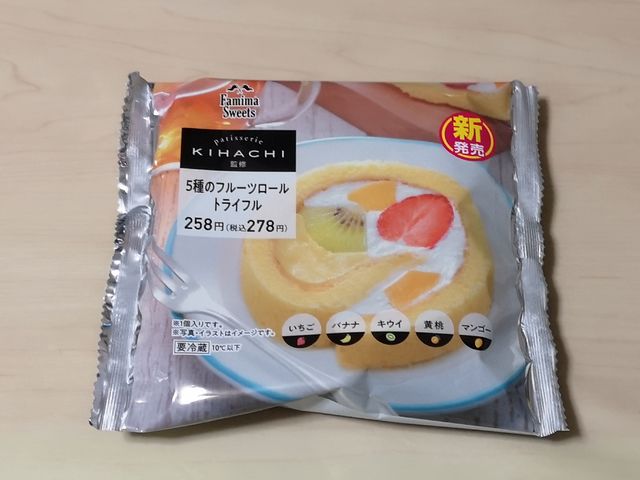 Famima
Sweets
patisserie
KIHACHI
監修
5種のフルーツロール
トライフル
258円(税込278円)
新
発売
いちご
バナナ
キウイ
黄桃
マンゴー
※1個入りです。
※写真・イラストはイメージです。
要冷蔵 10℃以下